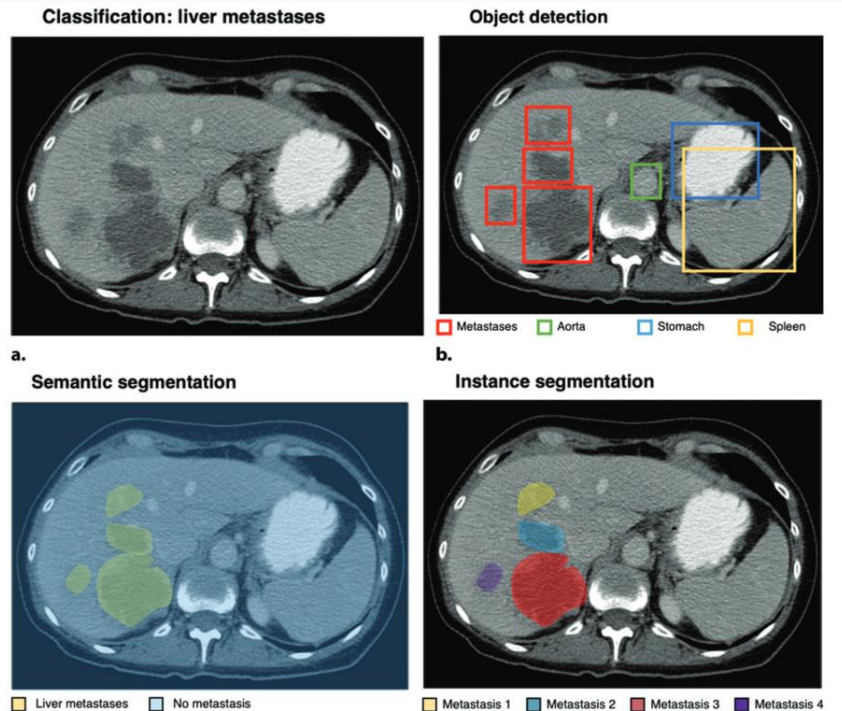 Classification: liver metastases
Object detection
Metastases Aorta Stomach Spleen
a.
b.
Semantic segmentation
Instance segmentation
Liver metastases No metastasis
Metastasis 1 Metastasis 2 Metastasis 3 Metastasis 4